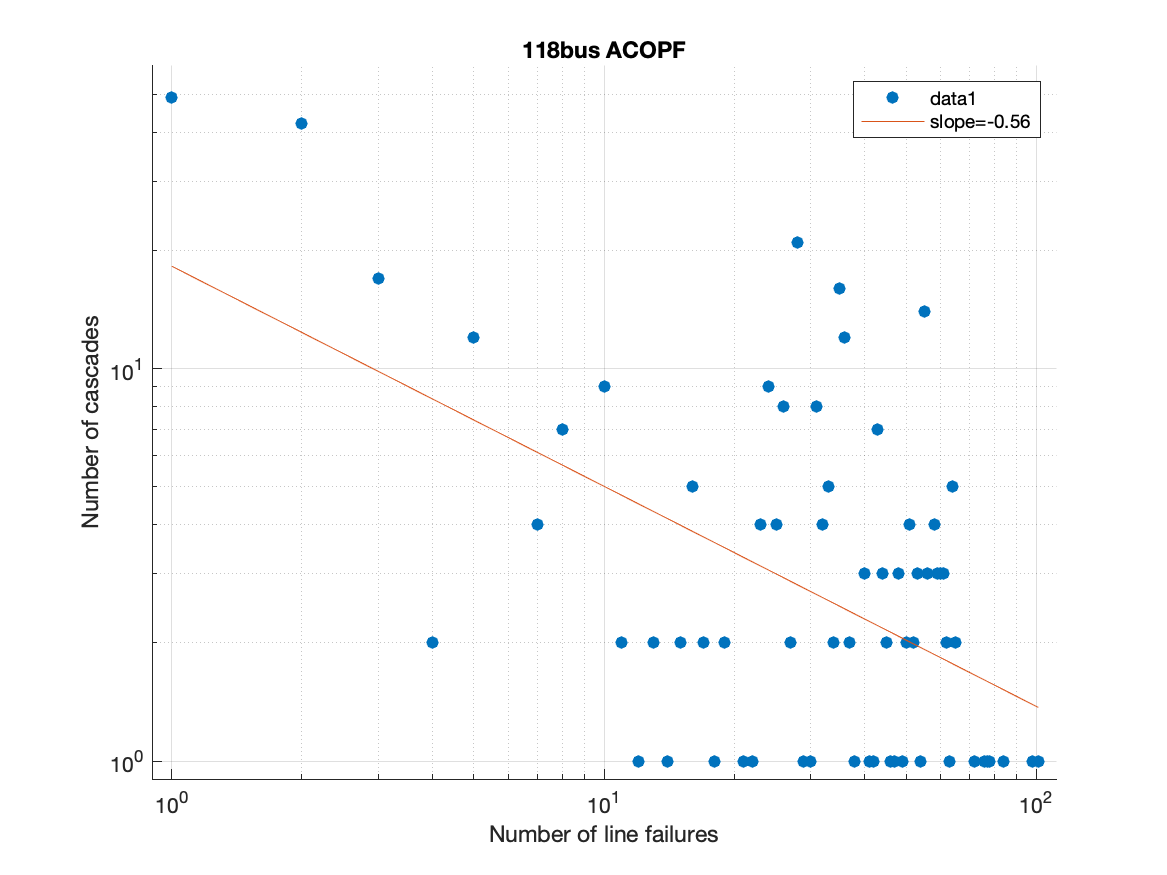 118bus ACOPF
data1
slope=-0.56
Number of cascades
10^1
10^0
10^0
10^1
10^2
Number of line failures